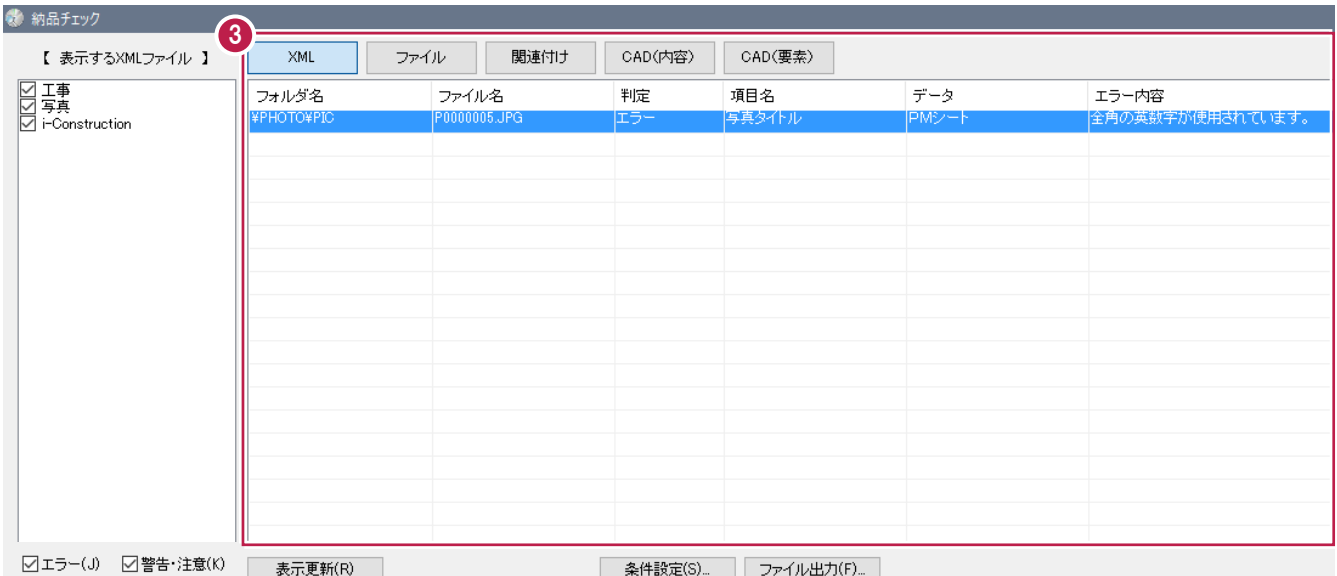 納品チェック
3
【 表示するXMLファイル 】
XML ファイル 関連付け CAD(内容) CAD(要素)
工事
写真
i-Construction
フォルダ名 ファイル名 判定 項目名 データ エラー内容
¥PHOTO¥PIC P0000005.JPG エラー 写真タイトル PMシート 全角の英数字が使用されています。
エラー(J) 警告・注意(K) 表示更新(R) 条件設定(S)... ファイル出力(F)...